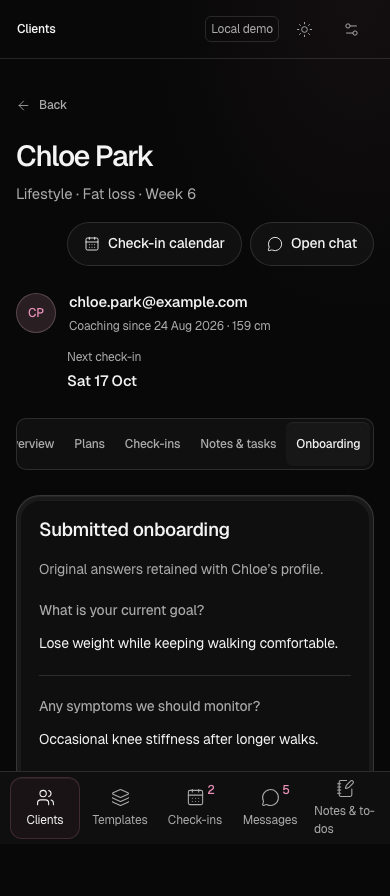 Clients
Local demo
Back
Chloe Park
Lifestyle · Fat loss · Week 6
Check-in calendar
Open chat
CP
chloe.park@example.com
Coaching since 24 Aug 2026 · 159 cm
Next check-in
Sat 17 Oct
erview
Plans
Check-ins
Notes & tasks
Onboarding
Submitted onboarding
Original answers retained with Chloe’s profile.
What is your current goal?
Lose weight while keeping walking comfortable.
Any symptoms we should monitor?
Occasional knee stiffness after longer walks.
Clients
Templates
2
Check-ins
5
Messages
Notes & to-
dos